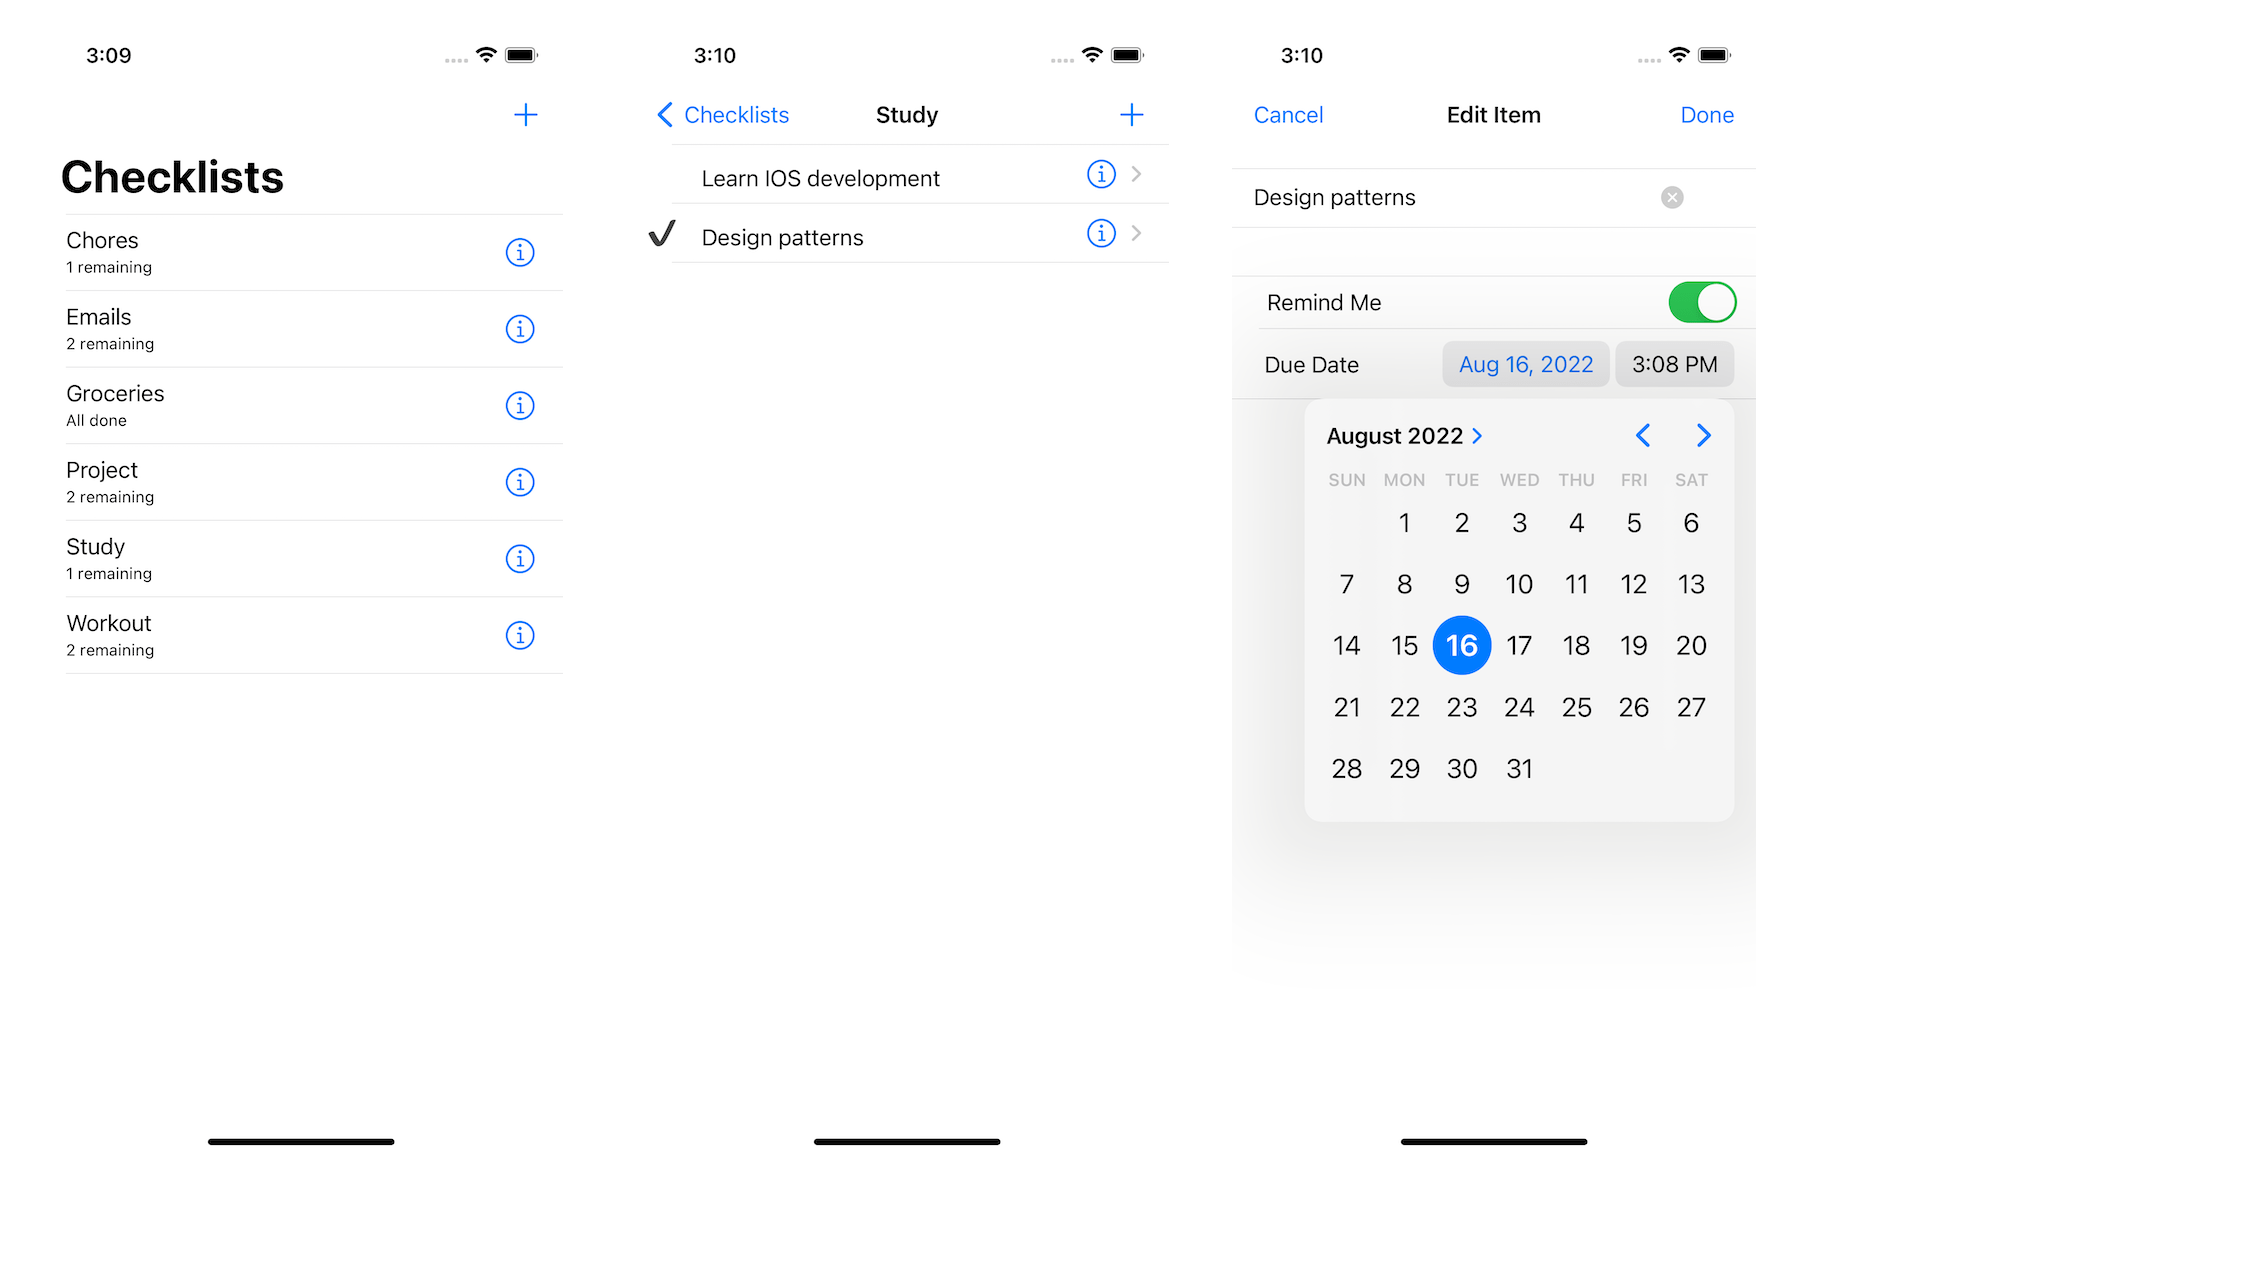 3:09
Checklists
Chores
1 remaining
Emails
2 remaining
Groceries
All done
Project
2 remaining
Study
1 remaining
Workout
2 remaining
3:10
Checklists Study
Learn IOS development
Design patterns
3:10
Cancel Edit Item Done
Design patterns
Remind Me
Due Date Aug 16, 2022 3:08 PM
August 2022
SUN MON TUE WED THU FRI SAT
1 2 3 4 5 6
7 8 9 10 11 12 13
14 15 16 17 18 19 20
21 22 23 24 25 26 27
28 29 30 31